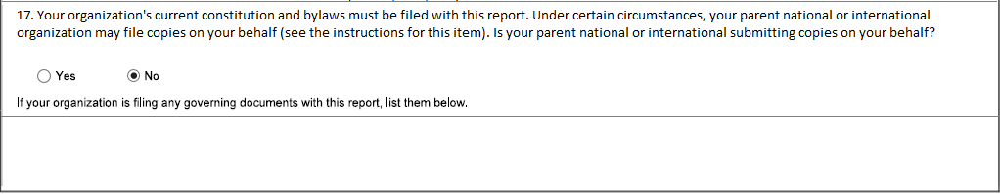 17. Your organization's current constitution and bylaws must be filed with this report. Under certain circumstances, your parent national or international
organization may file copies on your behalf (see the instructions for this item). Is your parent national or international submitting copies on your behalf?
Yes No
If your organization is filing any governing documents with this report, list them below.